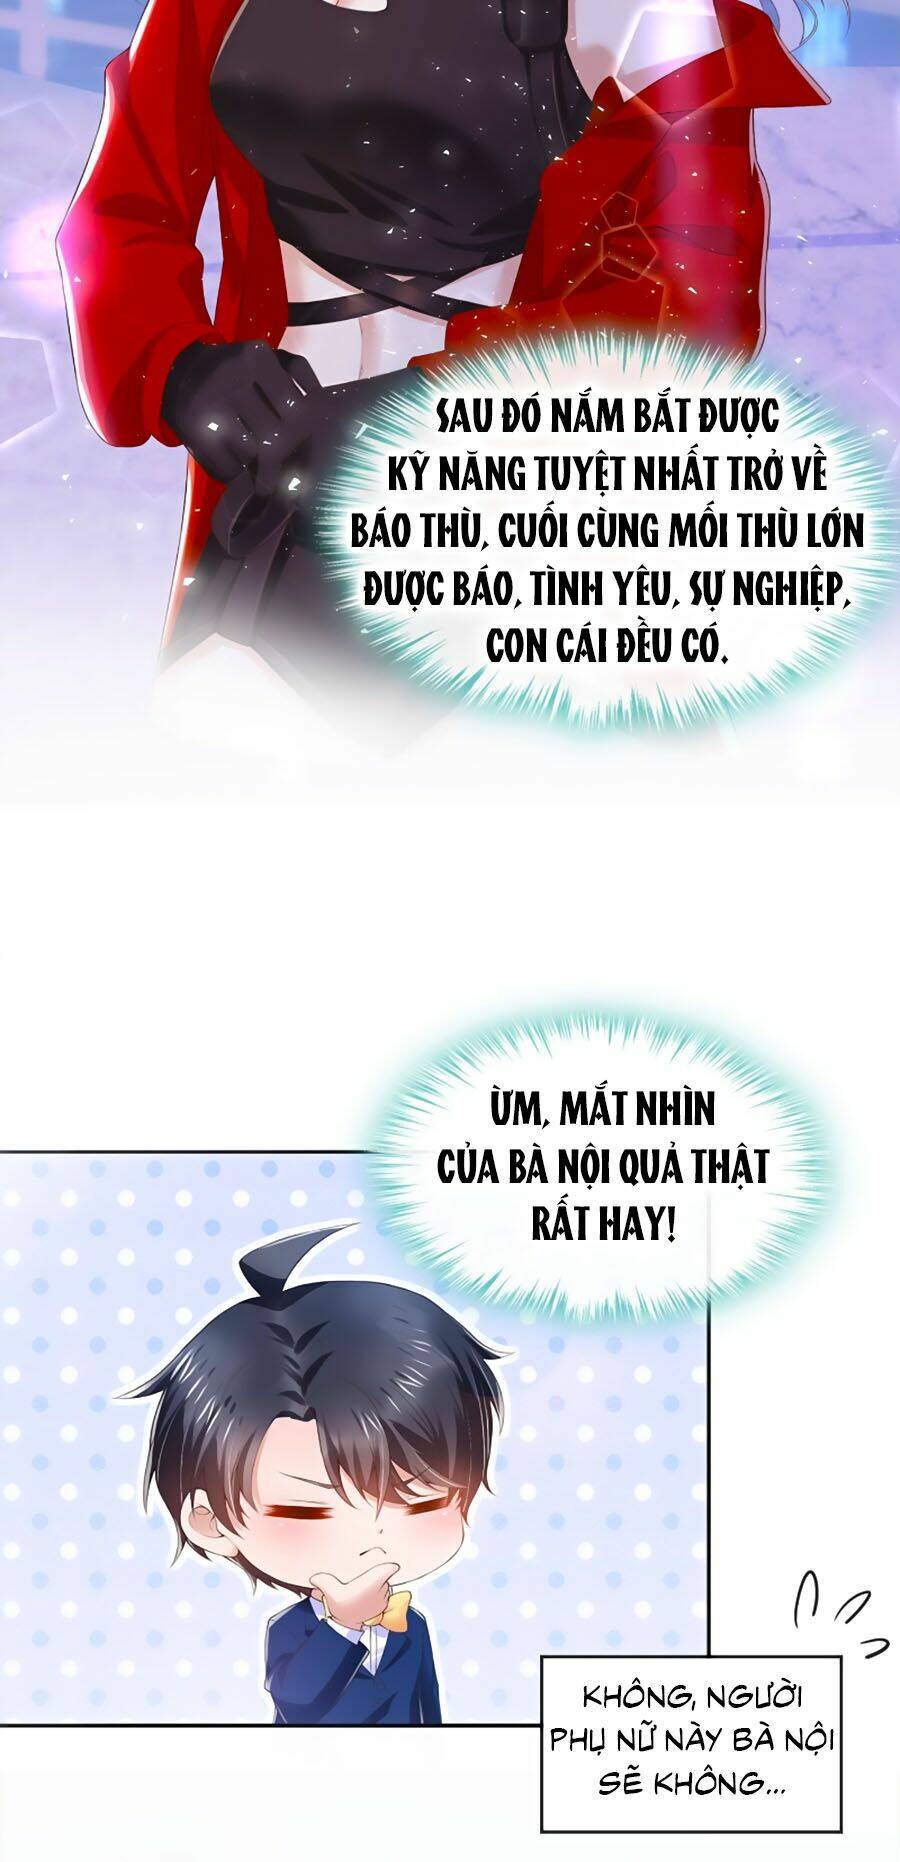 SAU ĐÓ NẮM BẮT ĐƯỢC
KỸ NĂNG TUYỆT NHẤT TRỞ VỀ
BÁO THÙ, CUỐI CÙNG MỐI THÙ LỚN
ĐƯỢC BÁO, TÌNH YÊU, SỰ NGHIỆP,
CON CÁI ĐỀU CÓ.
ỪM, MẮT NHÌN
CỦA BÀ NỘI QUẢ THẬT
RẤT HAY!
KHÔNG, NGƯỜI
PHỤ NỮ NÀY BÀ NỘI
SẼ KHÔNG...